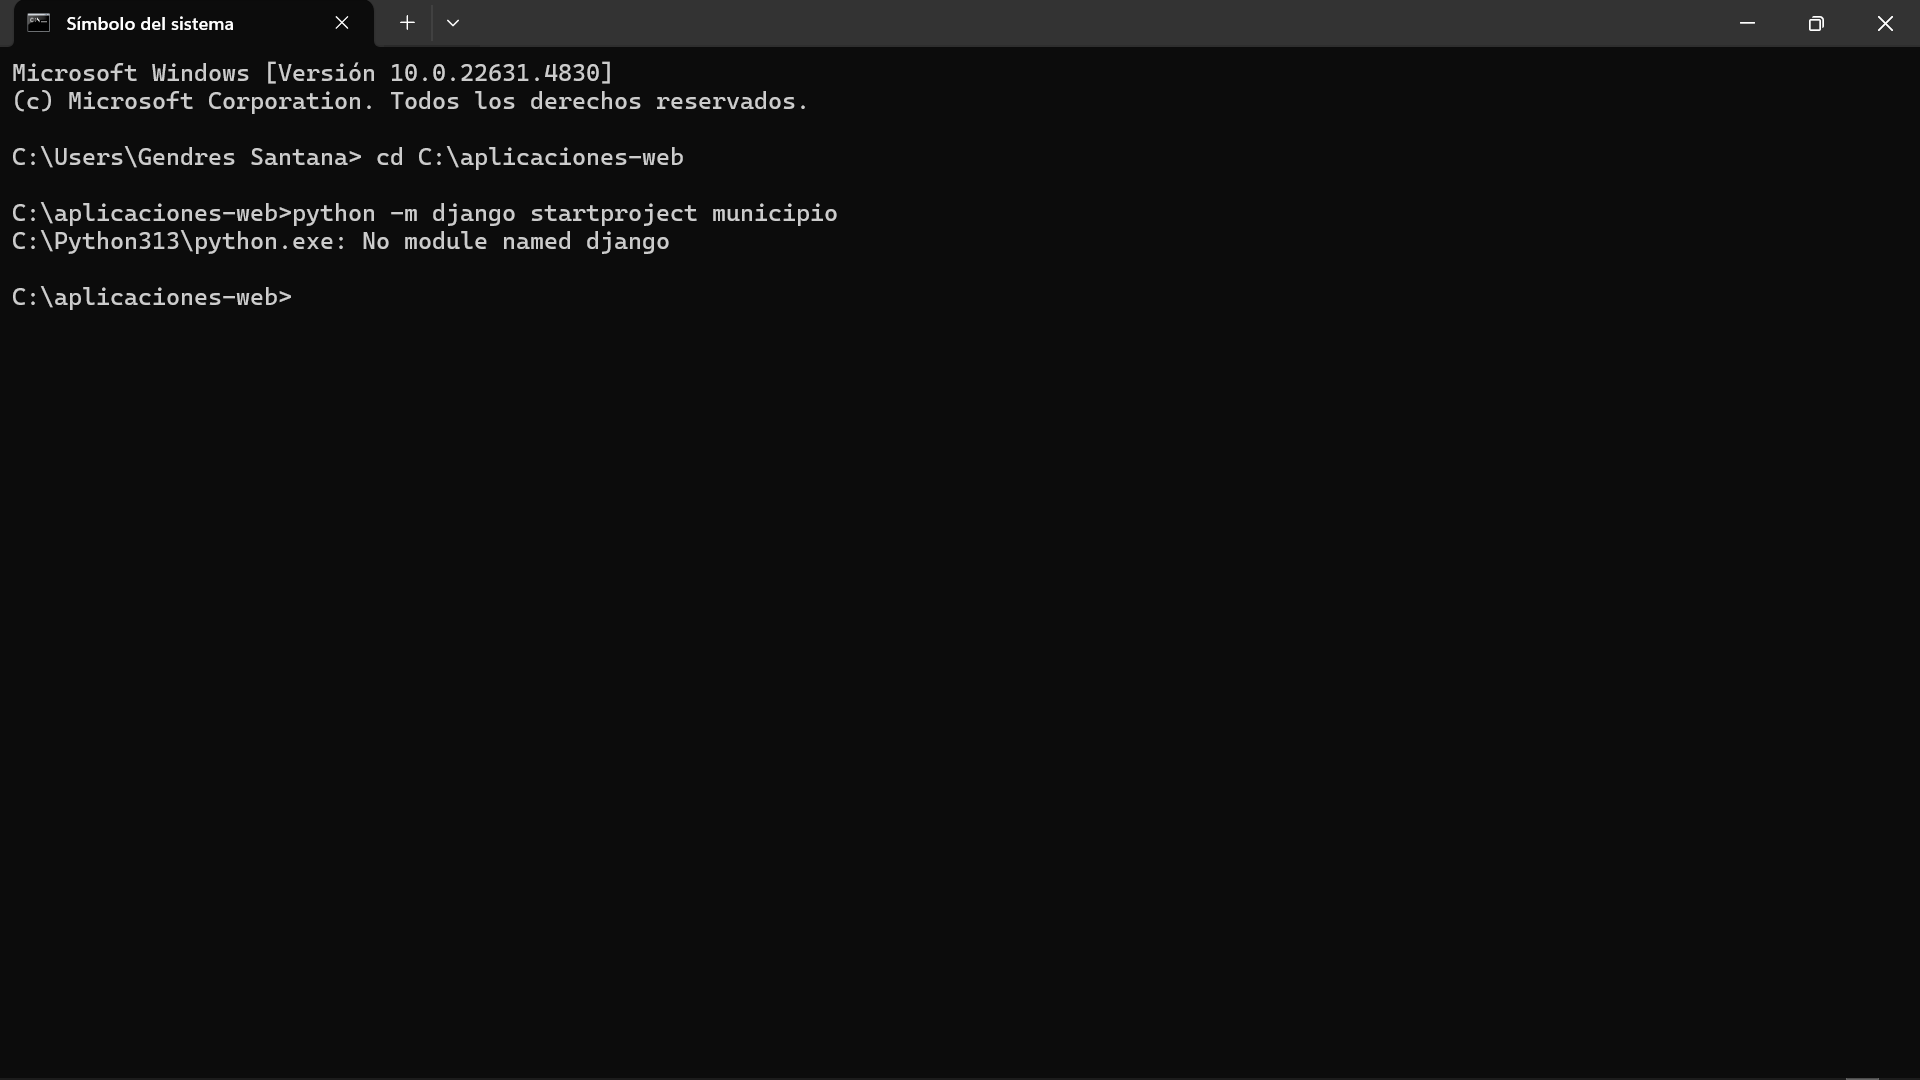 Símbolo del sistema
Microsoft Windows [Versión 10.0.22631.4830]
(c) Microsoft Corporation. Todos los derechos reservados.
C:\Users\Gendres Santana> cd C:\aplicaciones-web
C:\aplicaciones-web>python -m django startproject municipio
C:\Python313\python.exe: No module named django
C:\aplicaciones-web>